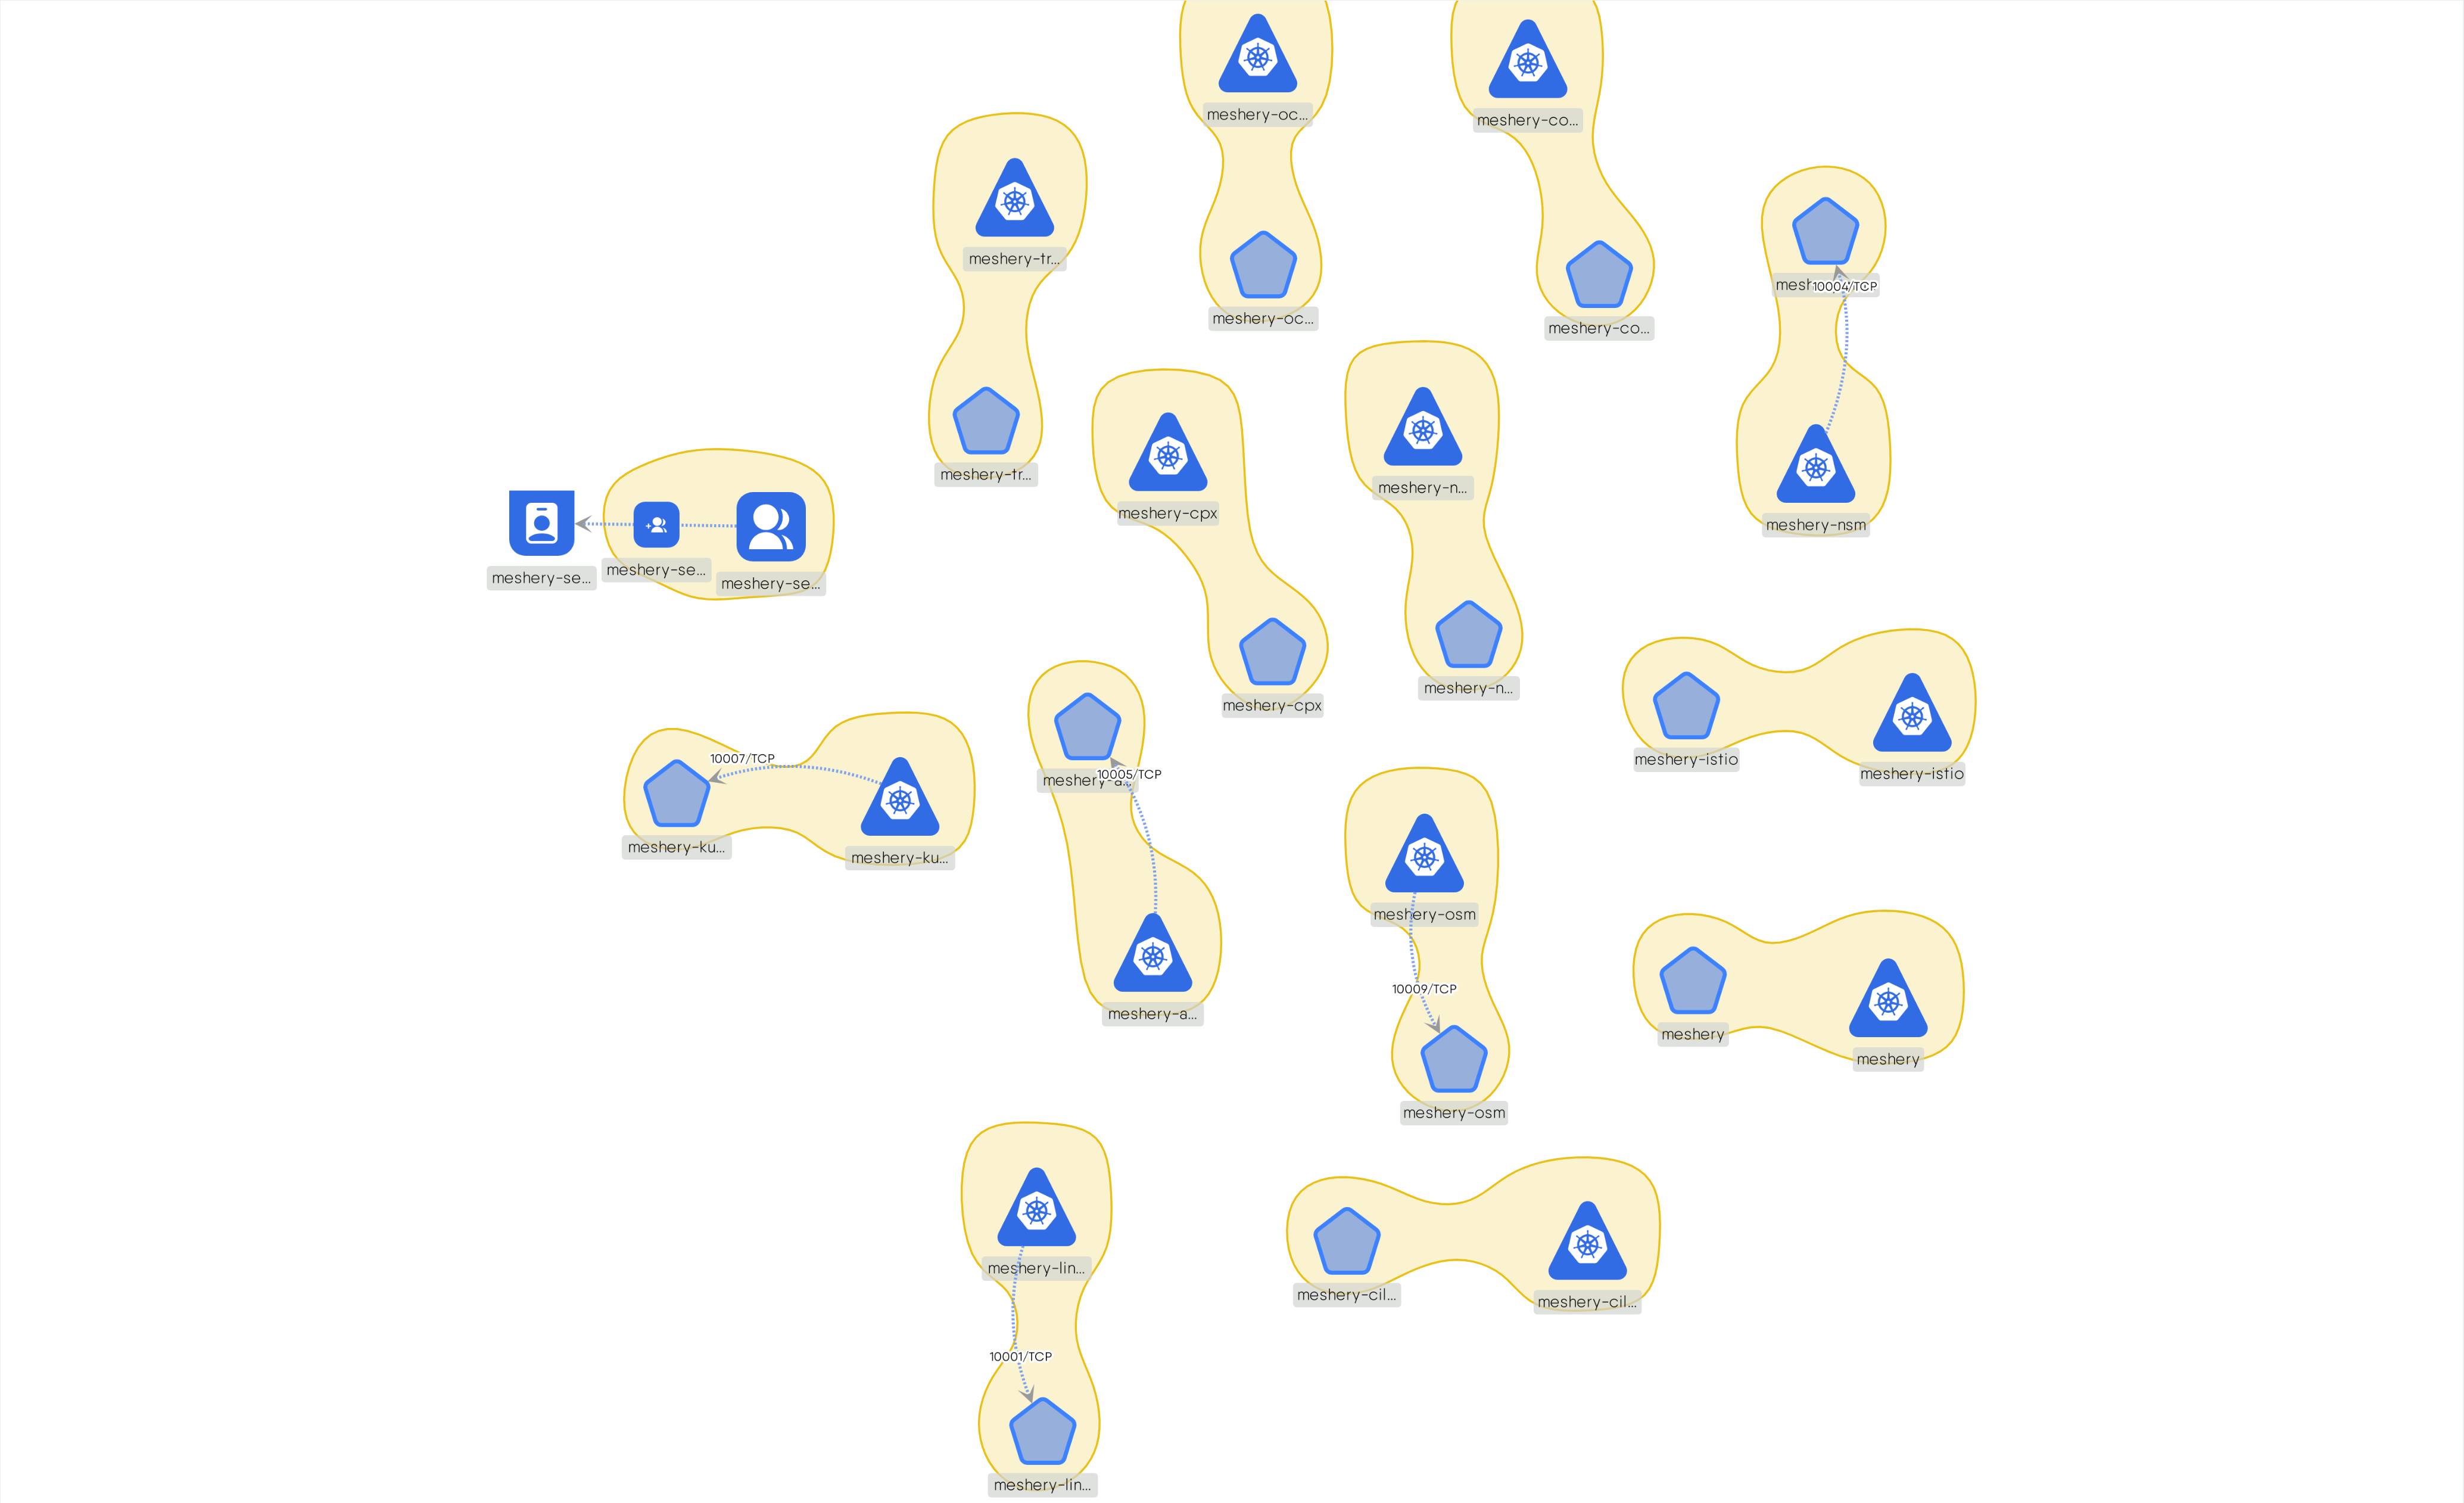 meshery-oc...
meshery-co...
meshery-tr...
10004/TCP
meshery-oc...
meshery-co...
meshery-tr...
meshery-n...
meshery-cpx
meshery-nsm
meshery-se...
meshery-se...
meshery-se...
meshery-n...
meshery-cpx
meshery-istio
meshery-istio
10007/TCP
meshery-a...
10005/TCP
meshery-ku...
meshery-ku...
meshery-osm
10009/TCP
meshery-a...
meshery
meshery
meshery-osm
meshery-lin...
meshery-cil...
meshery-cil...
10001/TCP
meshery-lin...